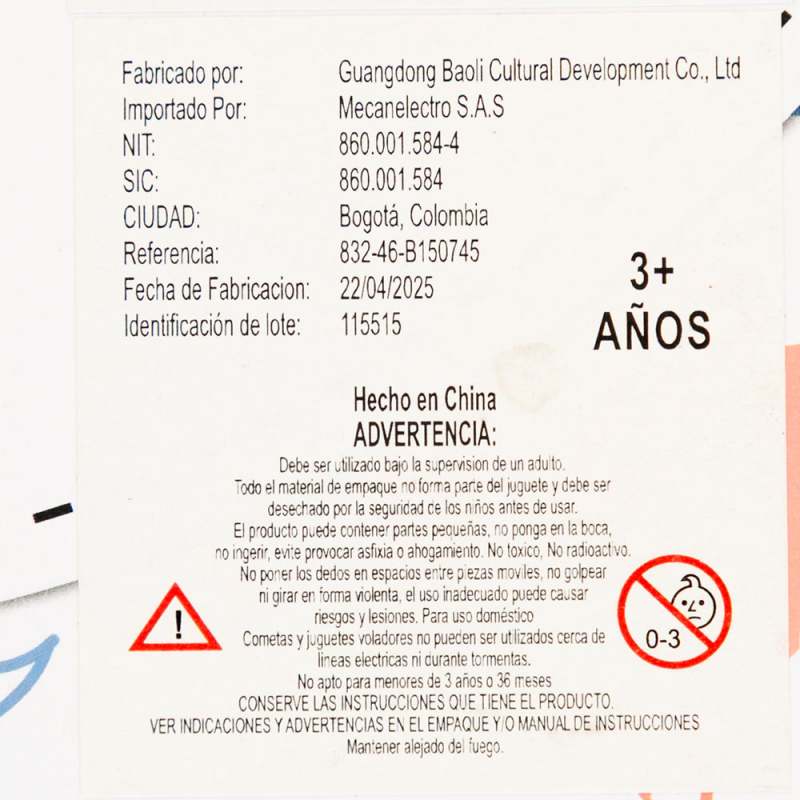 Fabricado por: Guangdong Baoli Cultural Development Co., Ltd
Importado Por: Mecanelectro S.A.S
NIT: 860.001.584-4
SIC: 860.001.584
CIUDAD: Bogotá, Colombia
Referencia: 832-46-B150745
Fecha de Fabricacion: 22/04/2025
Identificación de lote: 115515
3+
AÑOS
Hecho en China
ADVERTENCIA:
Debe ser utilizado bajo la supervision de un adulto.
Todo el material de empaque no forma parte del juguete y debe ser
desechado por la seguridad de los niños antes de usar.
El producto puede contener partes pequeñas, no ponga en la boca,
no ingerir, evite provocar asfixia o ahogamiento. No toxico, No radioactivo.
No poner los dedos en espacios entre piezas moviles, no golpear
ni girar en forma violenta, el uso inadecuado puede causar
riesgos y lesiones. Para uso doméstico
Cometas y juguetes voladores no pueden ser utilizados cerca de
lineas electricas ni durante tormentas.
No apto para menores de 3 años o 36 meses
CONSERVE LAS INSTRUCCIONES QUE TIENE EL PRODUCTO.
VER INDICACIONES Y ADVERTENCIAS EN EL EMPAQUE Y/O MANUAL DE INSTRUCCIONES
Mantener alejado del fuego.
!
0-3